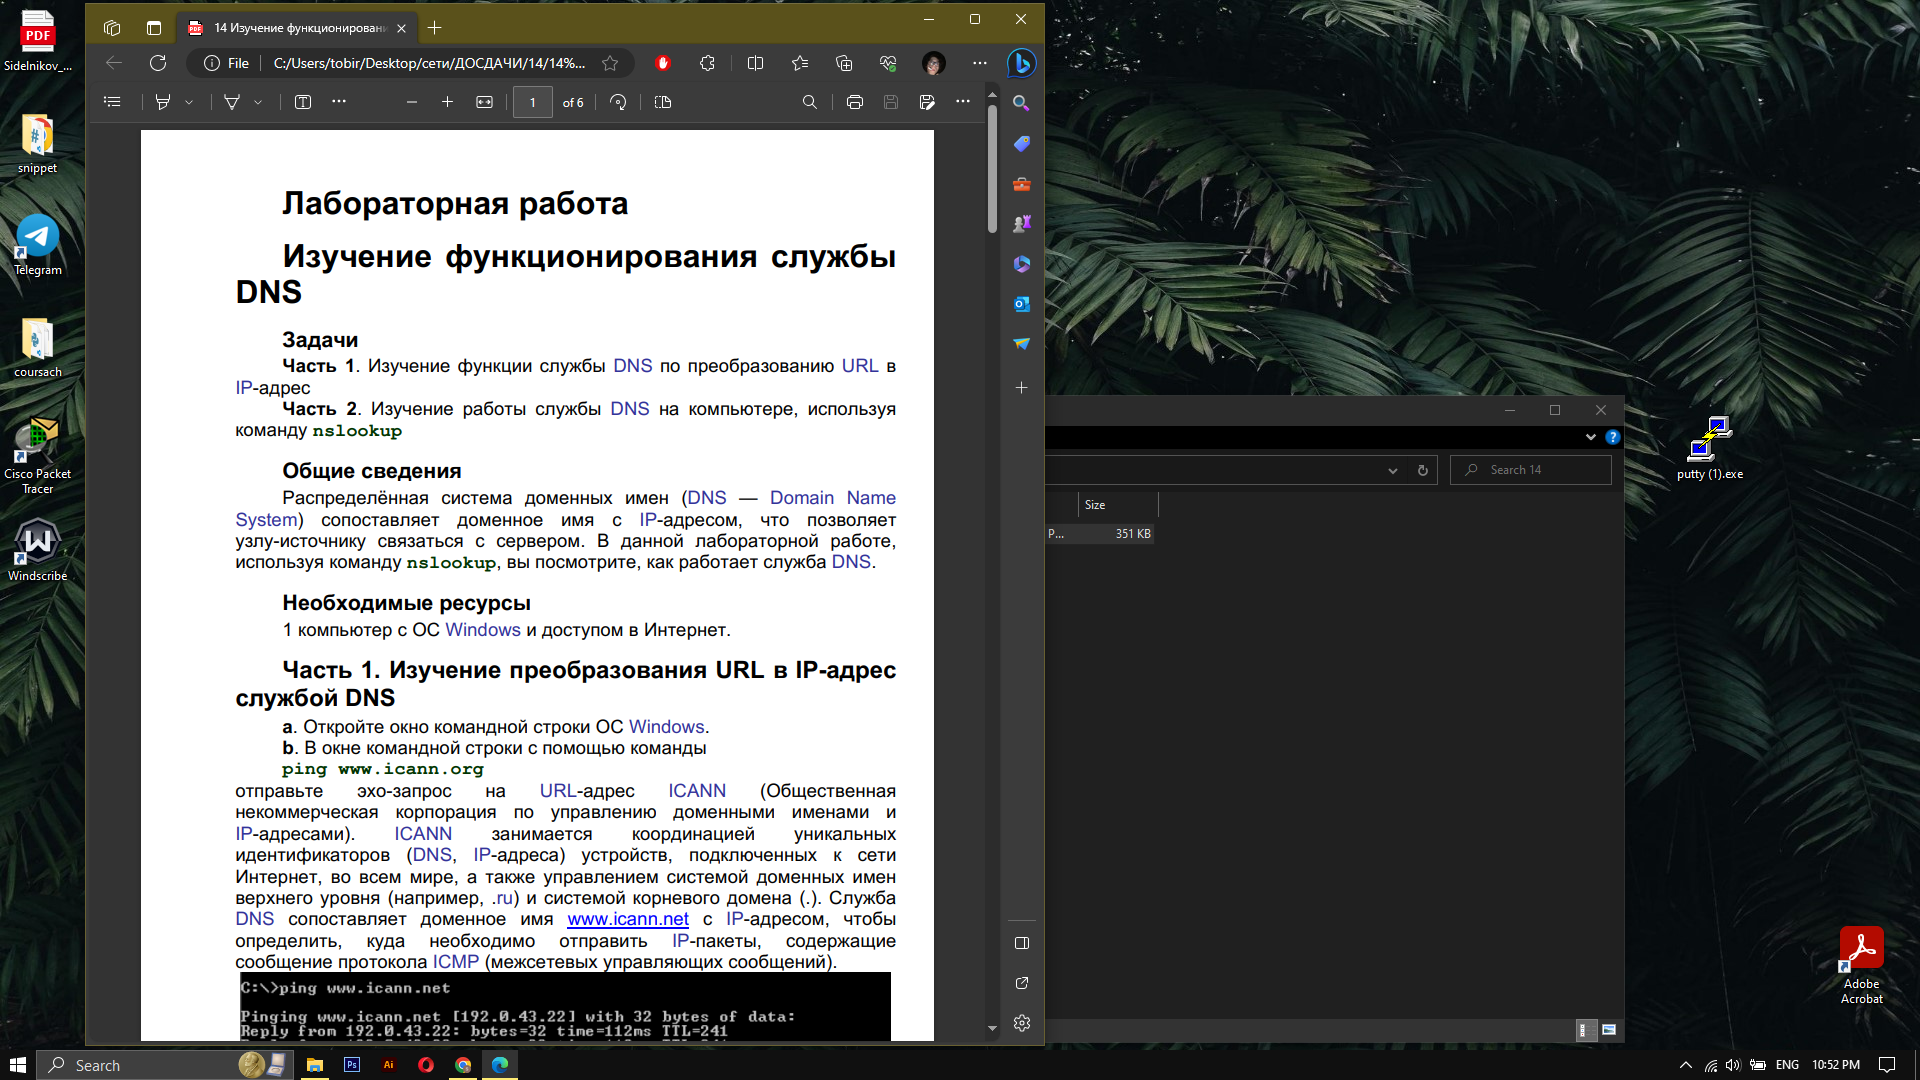 PDF
Sidelnikov_...
snippet
Telegram
coursach
Cisco Packet
Tracer
Windscribe
14 Изучение функционирован
File
C:/Users/tobir/Desktop/сети/ДОСДАЧИ/14/14%...
1 of 6
Лабораторная работа
Изучение функционирования службы
DNS
Задачи
Часть 1. Изучение функции службы DNS по преобразованию URL в
IP-адрес
Часть 2. Изучение работы службы DNS на компьютере, используя
команду nslookup
Общие сведения
Распределённая система доменных имен (DNS — Domain Name
System) сопоставляет доменное имя с IP-адресом, что позволяет
узлу-источнику связаться с сервером. В данной лабораторной работе,
используя команду nslookup, вы посмотрите, как работает служба DNS.
Необходимые ресурсы
1 компьютер с ОС Windows и доступом в Интернет.
Часть 1. Изучение преобразования URL в IP-адрес
службой DNS
a. Откройте окно командной строки ОС Windows.
b. В окне командной строки с помощью команды
ping www.icann.org
отправьте эхо-запрос на URL-адрес ICANN (Общественная
некоммерческая корпорация по управлению доменными именами и
IP-адресами). ICANN занимается координацией уникальных
идентификаторов (DNS, IP-адреса) устройств, подключенных к сети
Интернет, во всем мире, а также управлением системой доменных имен
верхнего уровня (например, .ru) и системой корневого домена (.). Служба
DNS сопоставляет доменное имя www.icann.net с IP-адресом, чтобы
определить, куда необходимо отправить IP-пакеты, содержащие
сообщение протокола ICMP (межсетевых управляющих сообщений).
C:\>ping www.icann.net
Pinging www.icann.net [192.0.43.22] with 32 bytes of data:
Reply from 192.0.43.22: bytes=32 time=112ms TTL=241
Search 14
Size
P... 351 KB
putty (1).exe
Adobe
Acrobat
Search
Ps
Ai
ENG
10:52 PM